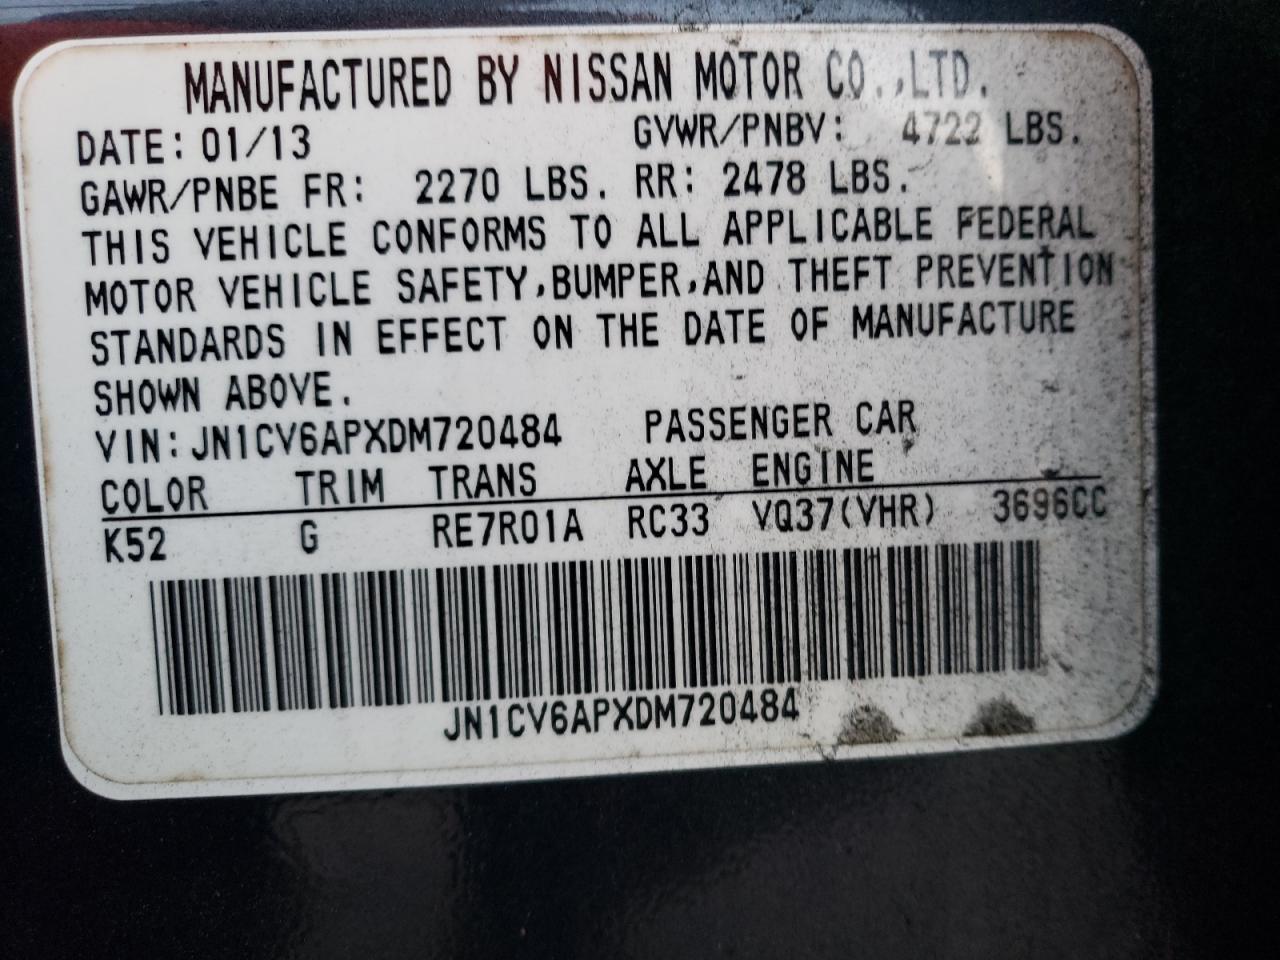 MANUFACTURED BY NISSAN MOTOR CO.,LTD.
DATE: 01/13 GVWR/PNBV: 4722 LBS.
GAWR/PNBE FR: 2270 LBS. RR: 2478 LBS.
THIS VEHICLE CONFORMS TO ALL APPLICABLE FEDERAL
MOTOR VEHICLE SAFETY,BUMPER,AND THEFT PREVENTION
STANDARDS IN EFFECT ON THE DATE OF MANUFACTURE
SHOWN ABOVE.
VIN: JN1CV6APXDM720484 PASSENGER CAR
COLOR TRIM TRANS AXLE ENGINE
K52 G RE7R01A RC33 VQ37(VHR) 3696CC
JN1CV6APXDM720484